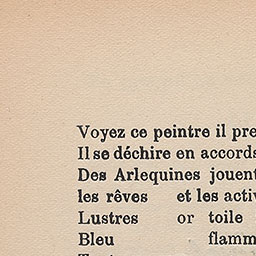 Voyez ce peintre il pre
Il se déchire en accords
Des Arlequines jouent
les rêves et les activ
Lustres or toile
Bleu flamm